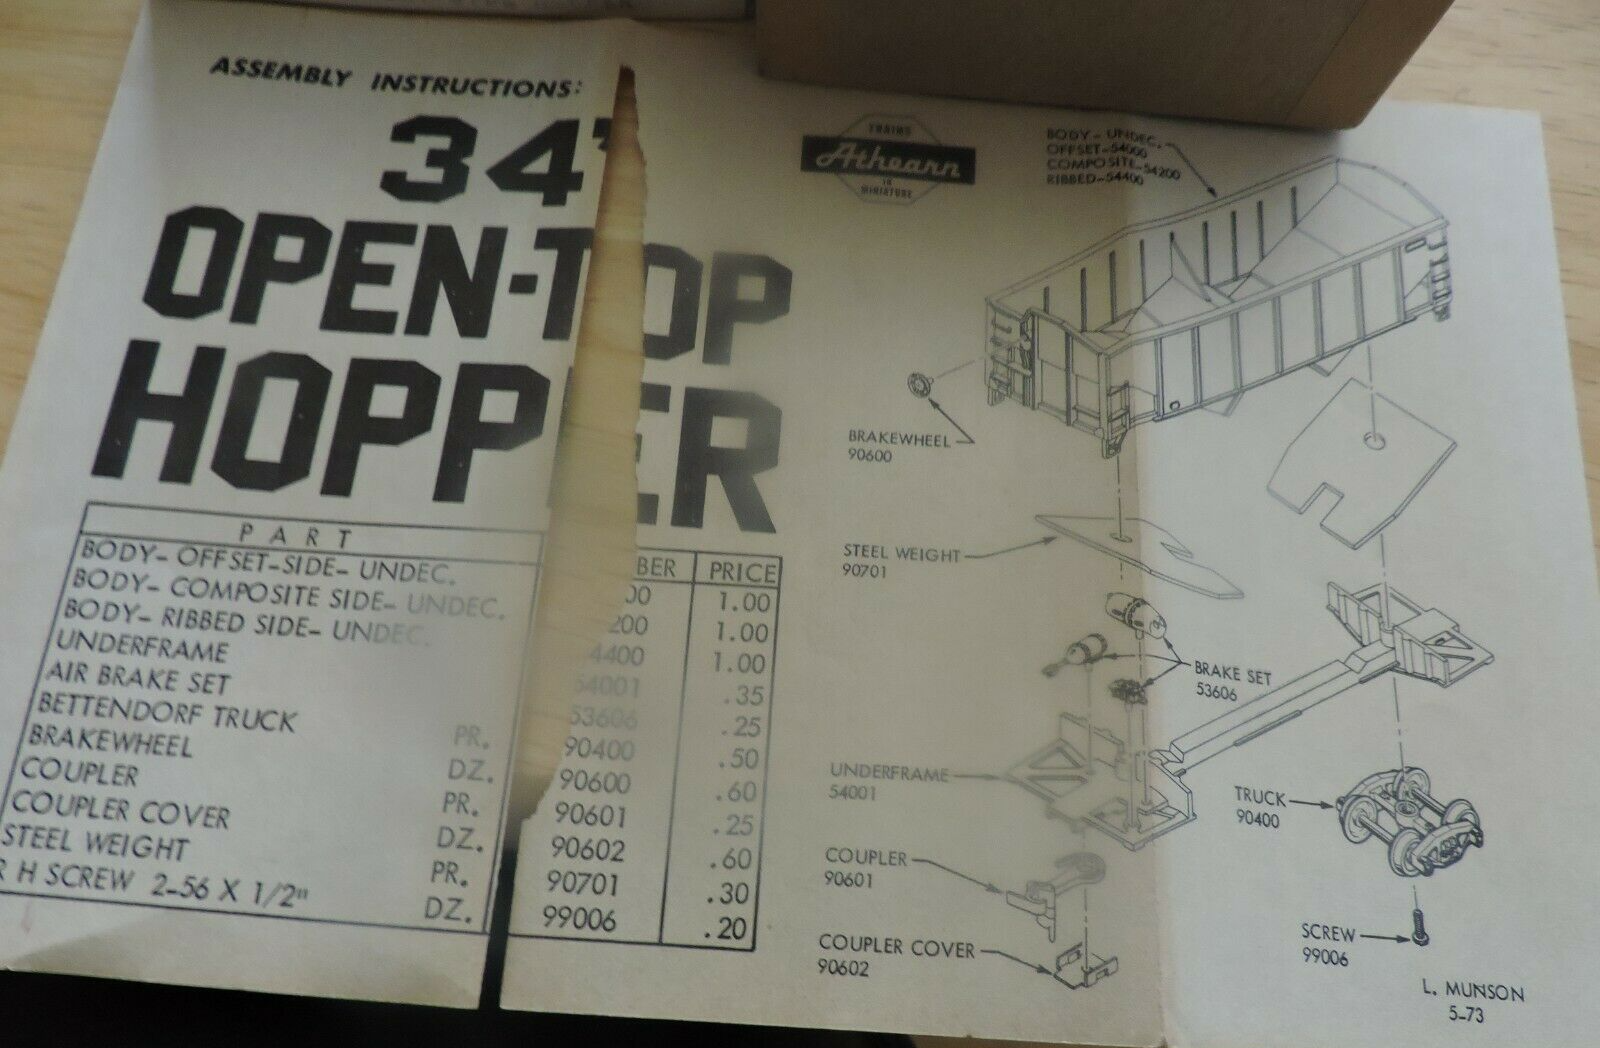 ASSEMBLY INSTRUCTIONS:
34'
OPEN-TOP
HOPPER
TRAINS
Athearn
IN
MINIATURE
PART BER PRICE
BODY- OFFSET-SIDE- UNDEC. 00 1.00
BODY- COMPOSITE SIDE- UNDEC. 200 1.00
BODY- RIBBED SIDE- UNDEC. 4400 1.00
UNDERFRAME 54001 .35
AIR BRAKE SET 53606 .25
BETTENDORF TRUCK PR. 90400 .50
BRAKEWHEEL DZ. 90600 .60
COUPLER PR. 90601 .25
COUPLER COVER DZ. 90602 .60
STEEL WEIGHT PR. 90701 .30
R H SCREW 2-56 X 1/2" DZ. 99006 .20
BODY- UNDEC.
OFFSET-54000
COMPOSITE-54200
RIBBED-54400
BRAKEWHEEL
90600
STEEL WEIGHT
90701
BRAKE SET
53606
UNDERFRAME
54001
TRUCK
90400
COUPLER
90601
COUPLER COVER
90602
SCREW
99006
L. MUNSON
5-73